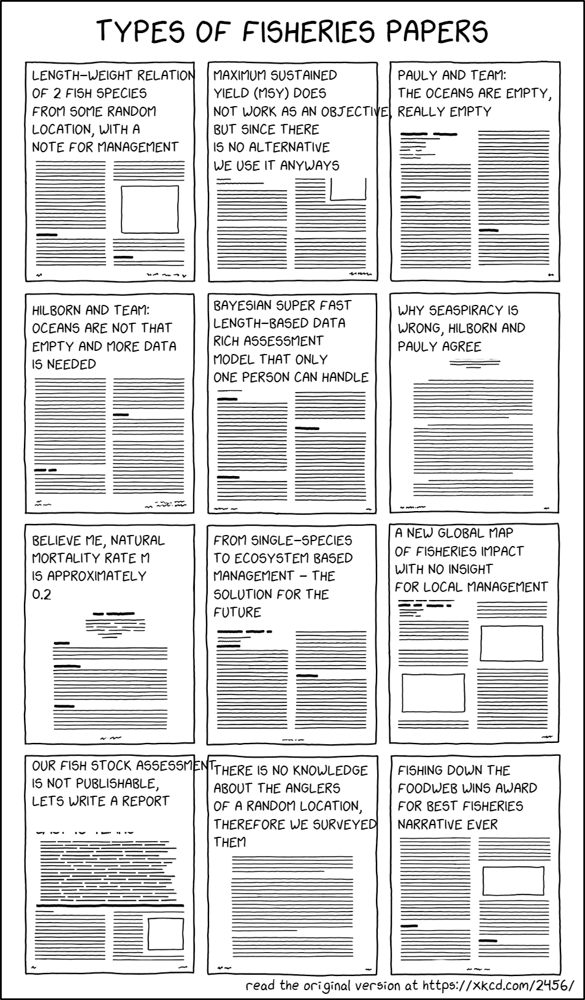 TYPES OF FISHERIES PAPERS
LENGTH-WEIGHT RELATION
OF 2 FISH SPECIES
FROM SOME RANDOM
LOCATION, WITH A
NOTE FOR MANAGEMENT
MAXIMUM SUSTAINED
YIELD (MSY) DOES
NOT WORK AS AN OBJECTIVE,
BUT SINCE THERE
IS NO ALTERNATIVE
WE USE IT ANYWAYS
PAULY AND TEAM:
THE OCEANS ARE EMPTY,
REALLY EMPTY
HILBORN AND TEAM:
OCEANS ARE NOT THAT
EMPTY AND MORE DATA
IS NEEDED
BAYESIAN SUPER FAST
LENGTH-BASED DATA
RICH ASSESSMENT
MODEL THAT ONLY
ONE PERSON CAN HANDLE
WHY SEASPIRACY IS
WRONG, HILBORN AND
PAULY AGREE
BELIEVE ME, NATURAL
MORTALITY RATE M
IS APPROXIMATELY
0.2
FROM SINGLE-SPECIES
TO ECOSYSTEM BASED
MANAGEMENT - THE
SOLUTION FOR THE
FUTURE
A NEW GLOBAL MAP
OF FISHERIES IMPACT
WITH NO INSIGHT
FOR LOCAL MANAGEMENT
OUR FISH STOCK ASSESSMENT
IS NOT PUBLISHABLE,
LETS WRITE A REPORT
THERE IS NO KNOWLEDGE
ABOUT THE ANGLERS
OF A RANDOM LOCATION,
THEREFORE WE SURVEYED
THEM
FISHING DOWN THE
FOODWEB WINS AWARD
FOR BEST FISHERIES
NARRATIVE EVER
read the original version at https://xkcd.com/2456/